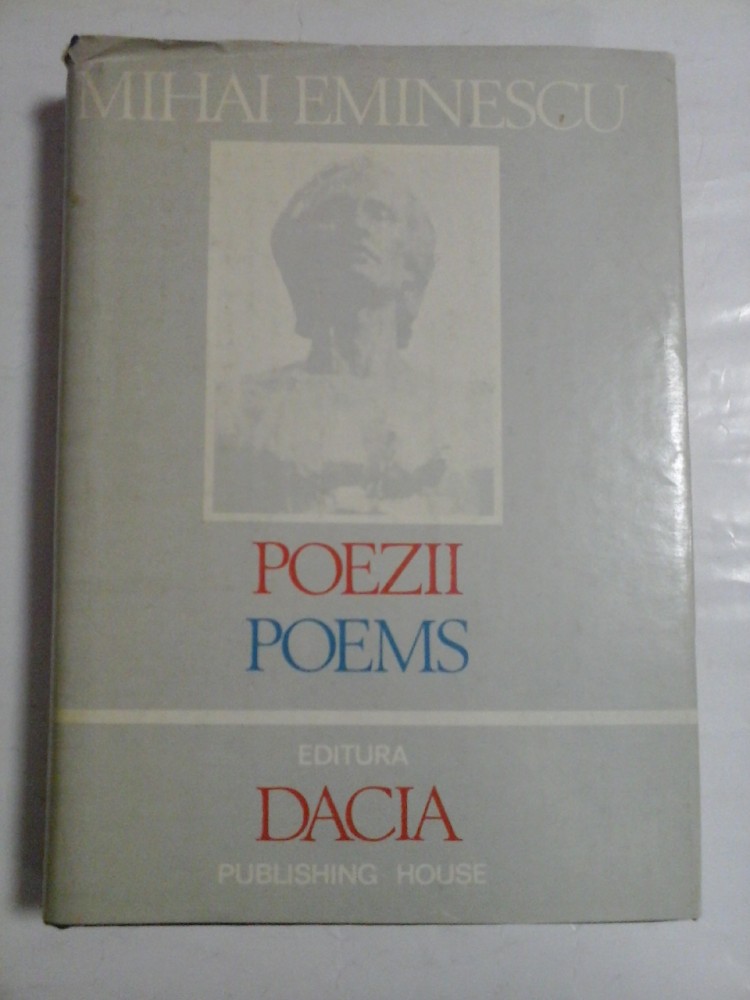 MIHAI EMINESCU
POEZII
POEMS
EDITURA
DACIA
PUBLISHING HOUSE